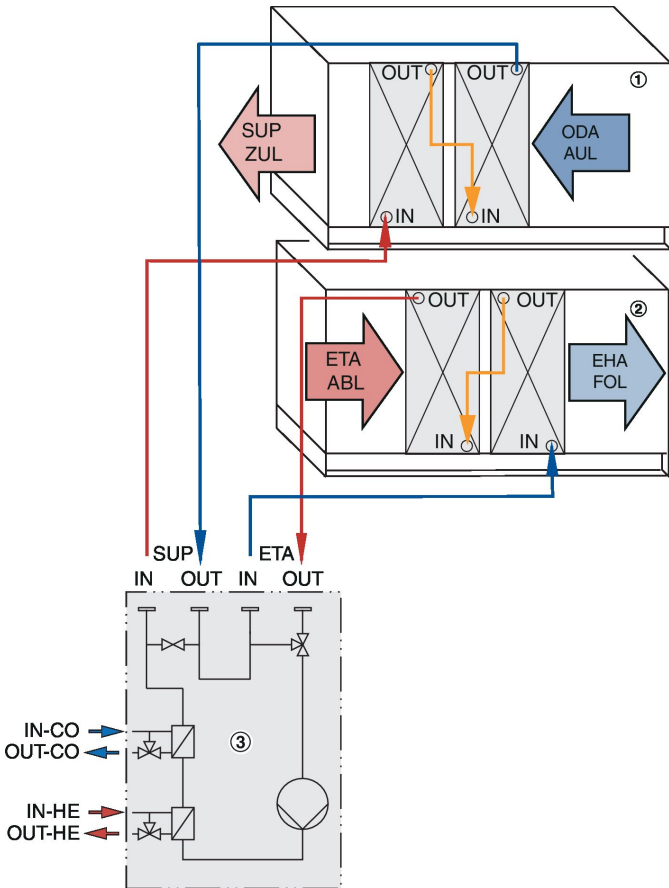 OUT OUT ①
SUP
ZUL
ODA
AUL
IN IN
OUT OUT ②
ETA
ABL
EHA
FOL
IN IN
SUP ETA
IN OUT IN OUT
IN-CO
OUT-CO
③
IN-HE
OUT-HE